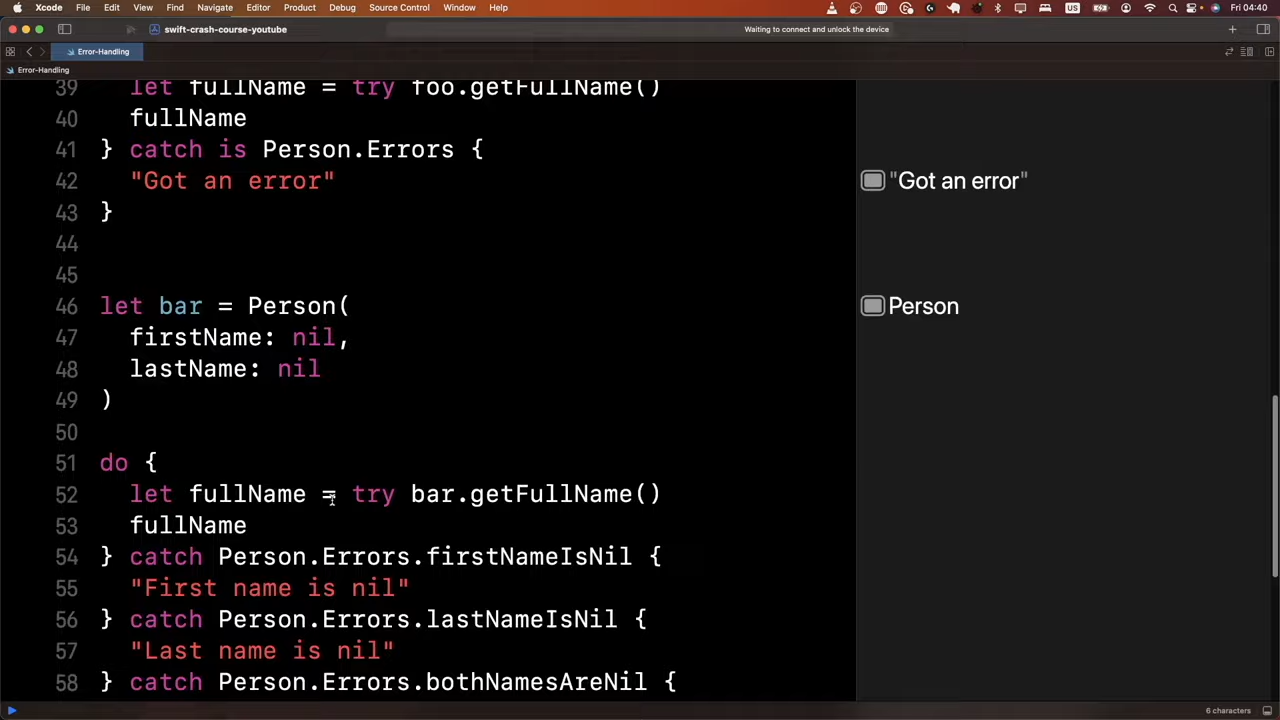 Xcode File Edit View Find Navigate Editor Product Debug Source Control Window Help US Fri 04:40
swift-crash-course-youtube Waiting to connect and unlock the device
Error-Handling
Error-Handling
39 let fullName = try foo.getFullName()
40 fullName
41 } catch is Person.Errors {
42 "Got an error" "Got an error"
43 }
44
45
46 let bar = Person( Person
47 firstName: nil,
48 lastName: nil
49 )
50
51 do {
52 let fullName = try bar.getFullName()
53 fullName
54 } catch Person.Errors.firstNameIsNil {
55 "First name is nil"
56 } catch Person.Errors.lastNameIsNil {
57 "Last name is nil"
58 } catch Person.Errors.bothNamesAreNil {
6 characters